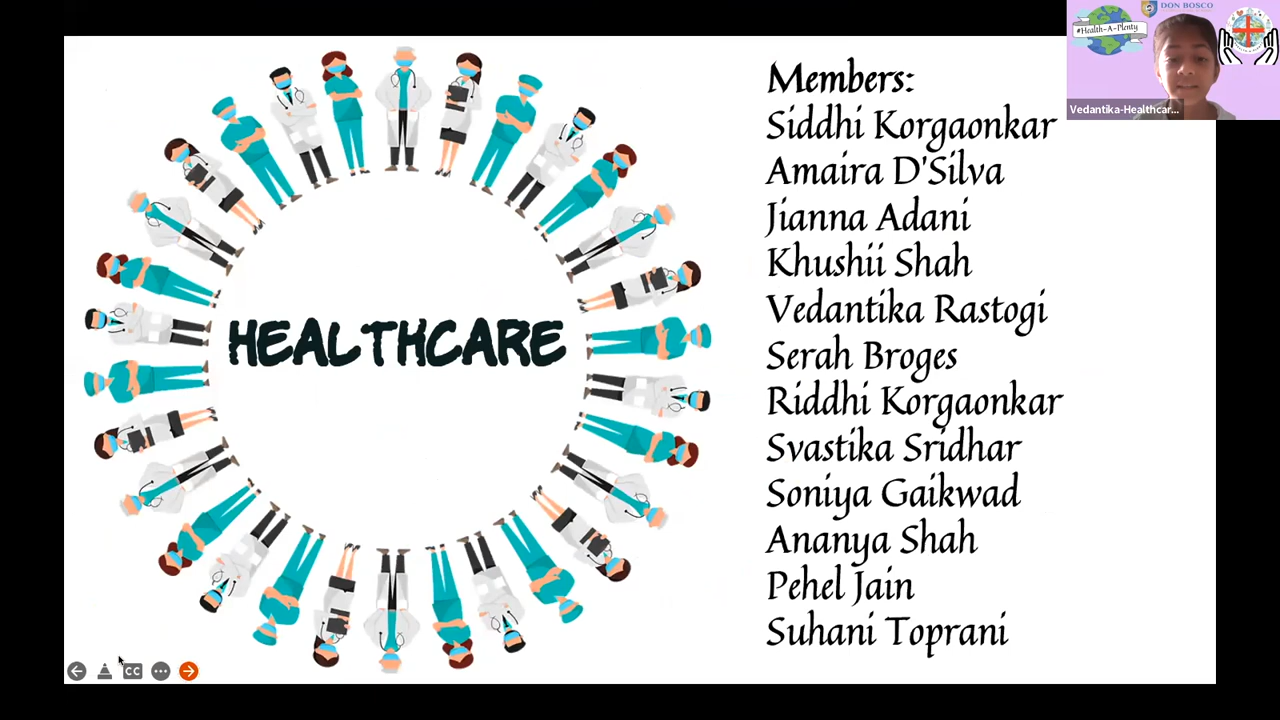 HEALTHCARE
Members:
Siddhi Korgaonkar
Amaira D'Silva
Jianna Adani
Khushii Shah
Vedantika Rastogi
Serah Broges
Riddhi Korgaonkar
Svastika Sridhar
Soniya Gaikwad
Ananya Shah
Pehel Jain
Suhani Toprani
DON BOSCO
#Health-A-Plenty
Vedantika-Healthcar...
CC